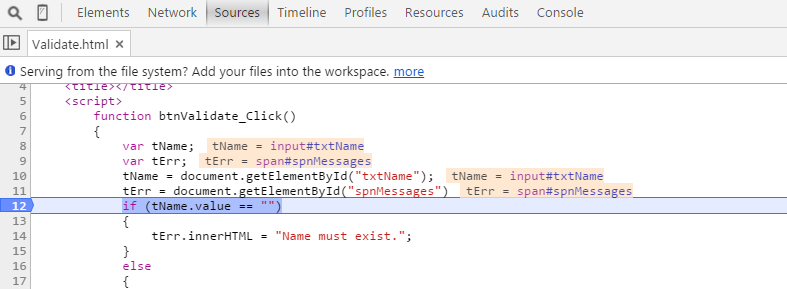 Elements Network Sources Timeline Profiles Resources Audits Console
Validate.html ×
Serving from the file system? Add your files into the workspace. more
4 <title></title>
5 <script>
6 function btnValidate_Click()
7 {
8 var tName; tName = input#txtName
9 var tErr; tErr = span#spnMessages
10 tName = document.getElementById("txtName"); tName = input#txtName
11 tErr = document.getElementById("spnMessages") tErr = span#spnMessages
12 if (tName.value == "")
13 {
14 tErr.innerHTML = "Name must exist.";
15 }
16 else
17 {